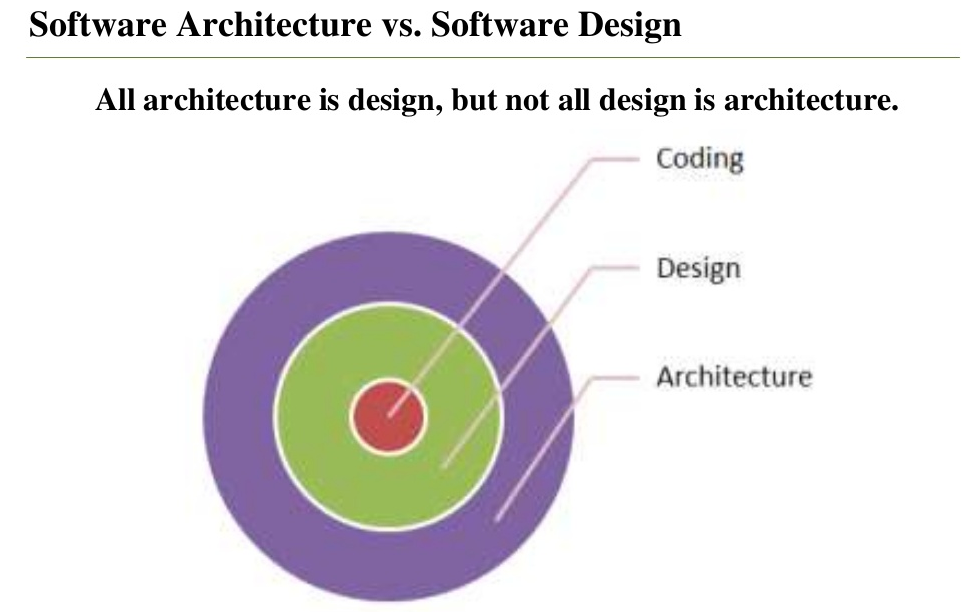 Software Architecture vs. Software Design
All architecture is design, but not all design is architecture.
Coding
Design
Architecture